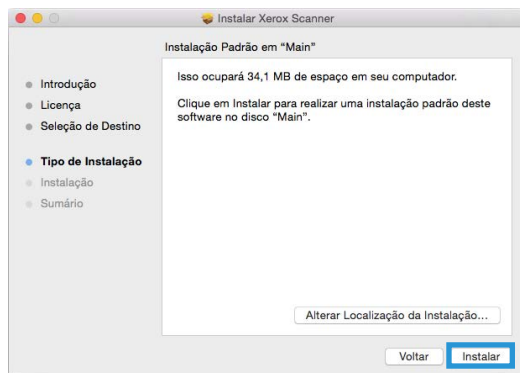 Instalar Xerox Scanner
Instalação Padrão em “Main”
Introdução
Licença
Seleção de Destino
Tipo de Instalação
Instalação
Sumário
Isso ocupará 34,1 MB de espaço em seu computador.
Clique em Instalar para realizar uma instalação padrão deste
software no disco “Main”.
Alterar Localização da Instalação...
Voltar
Instalar